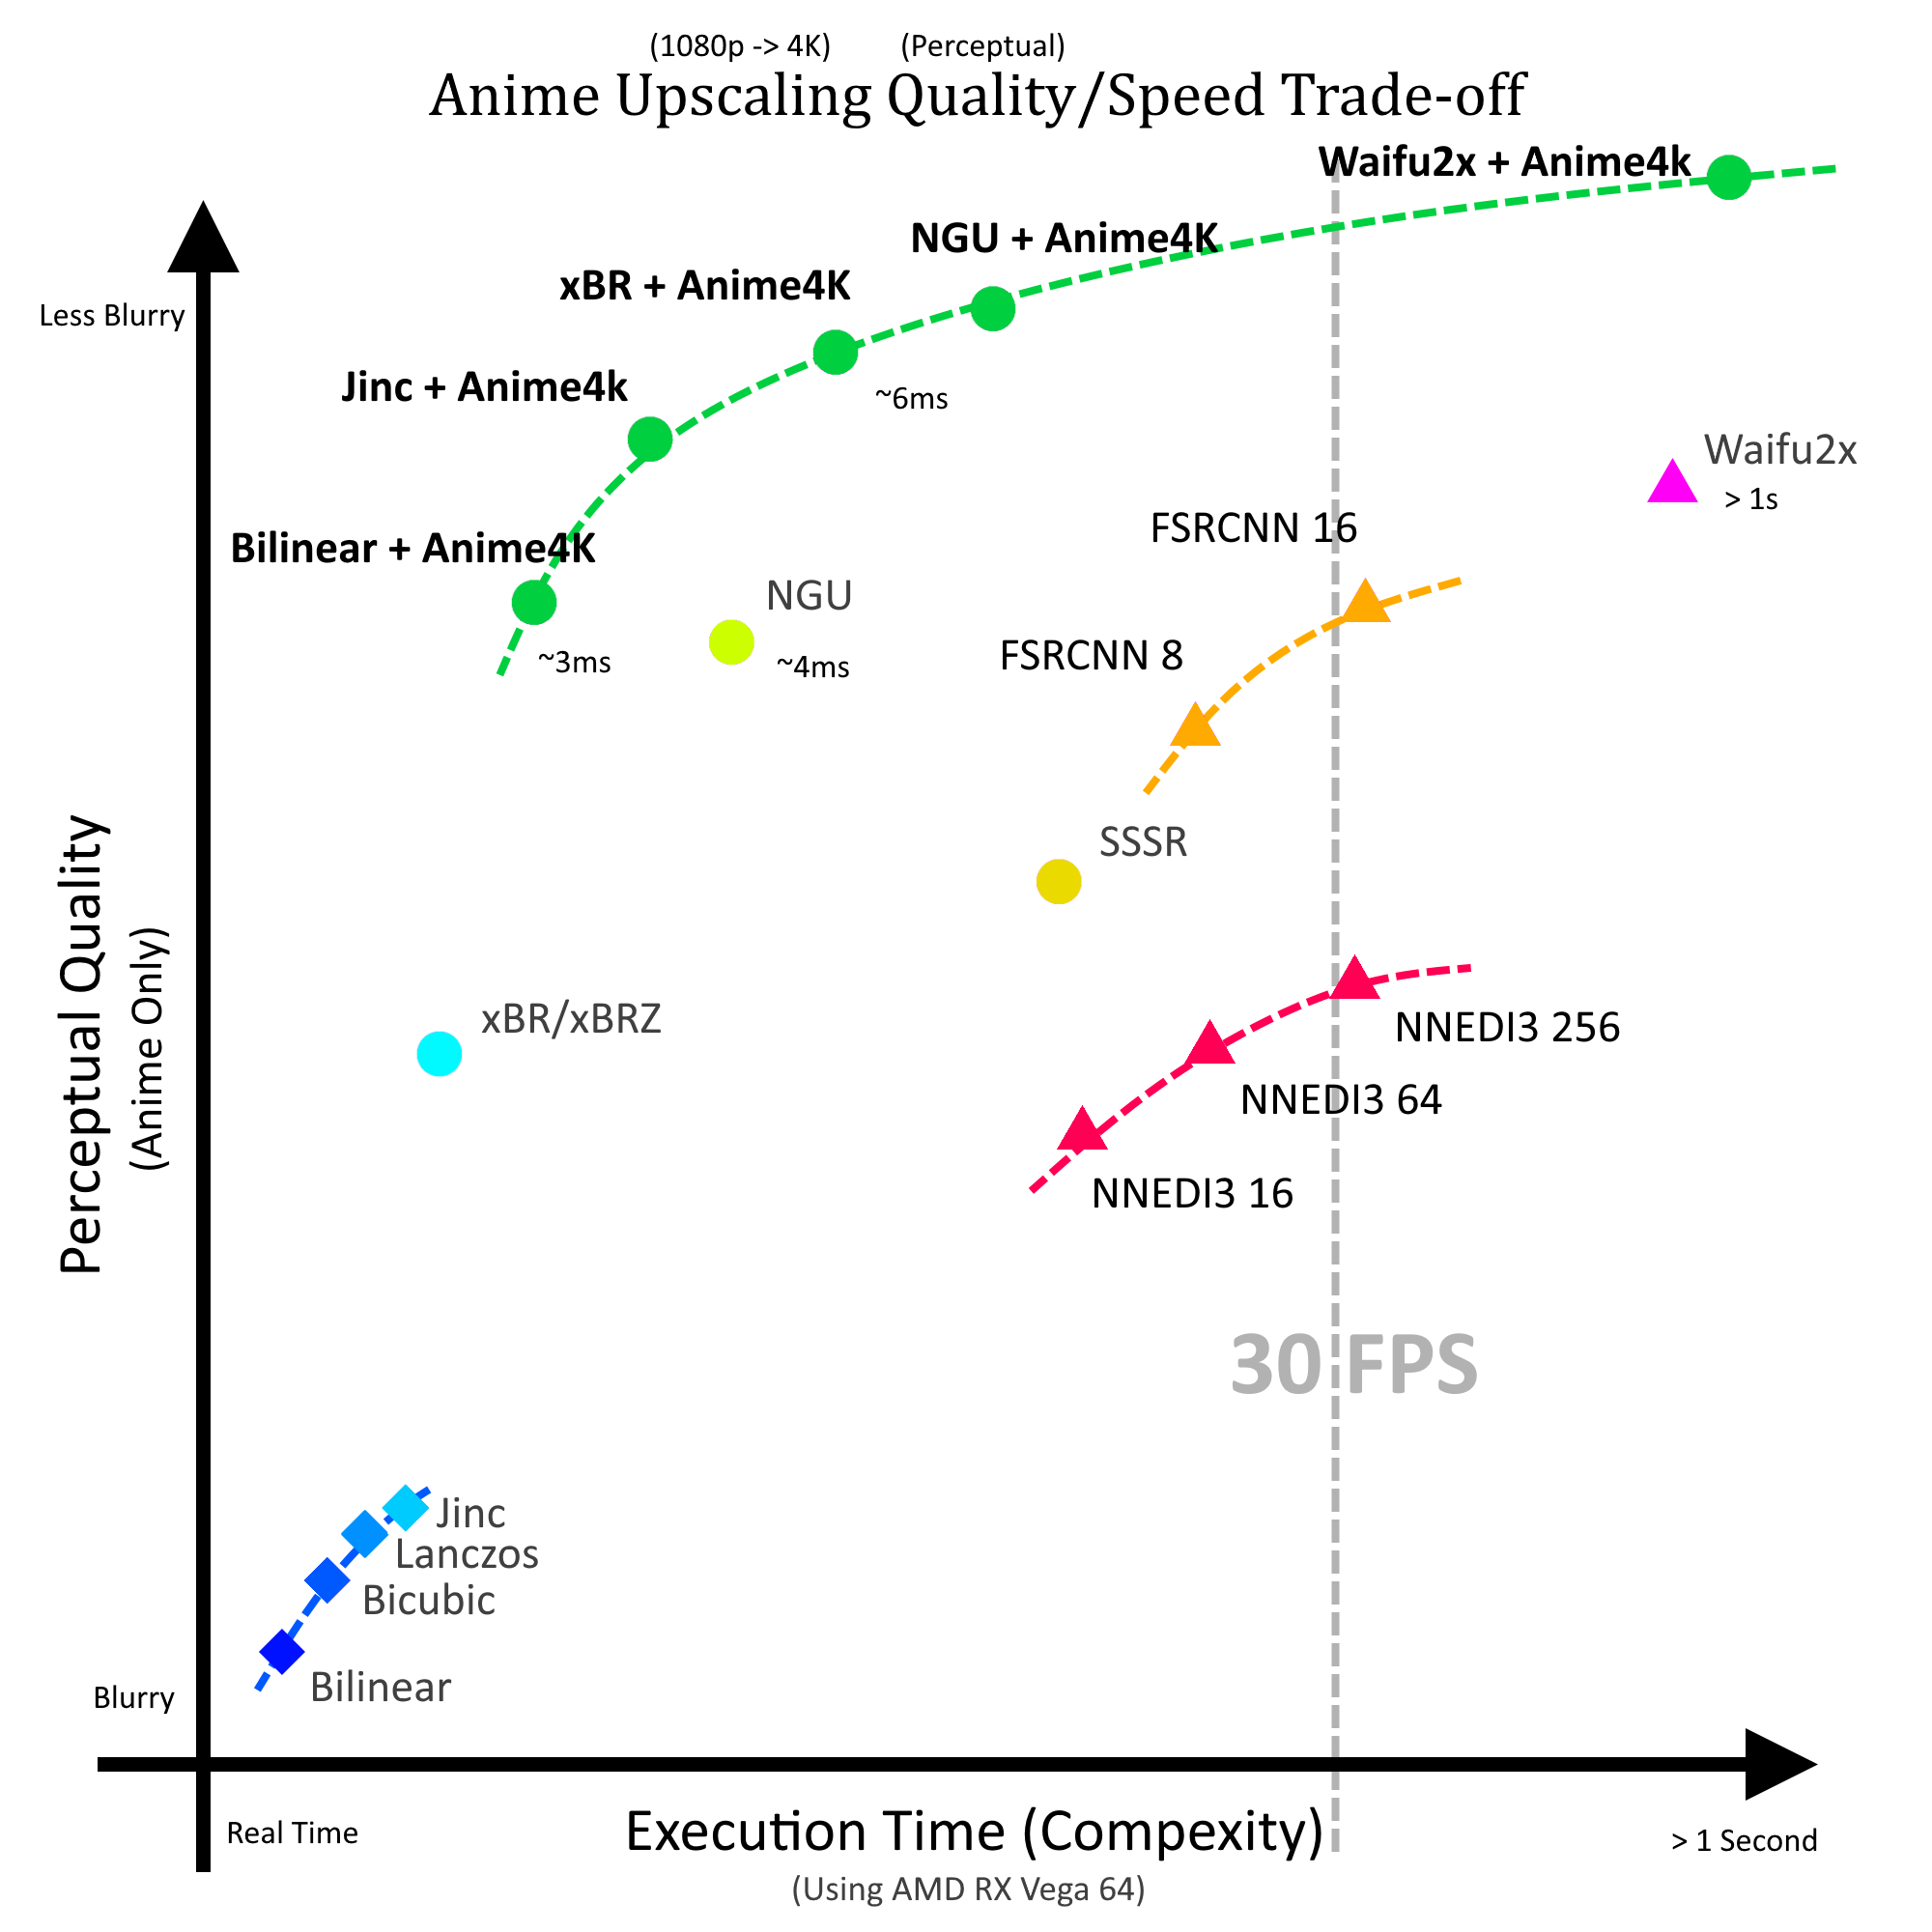 (1080p -> 4K) (Perceptual)
Anime Upscaling Quality/Speed Trade-off
Waifu2x + Anime4k
NGU + Anime4K
xBR + Anime4K
Less Blurry
Jinc + Anime4k
~6ms
Waifu2x
> 1s
FSRCNN 16
Bilinear + Anime4K
NGU
~3ms
~4ms
FSRCNN 8
SSSR
Perceptual Quality
(Anime Only)
xBR/xBRZ
NNEDI3 256
NNEDI3 64
NNEDI3 16
30 FPS
Jinc
Lanczos
Bicubic
Bilinear
Blurry
Real Time
Execution Time (Compexity)
> 1 Second
(Using AMD RX Vega 64)